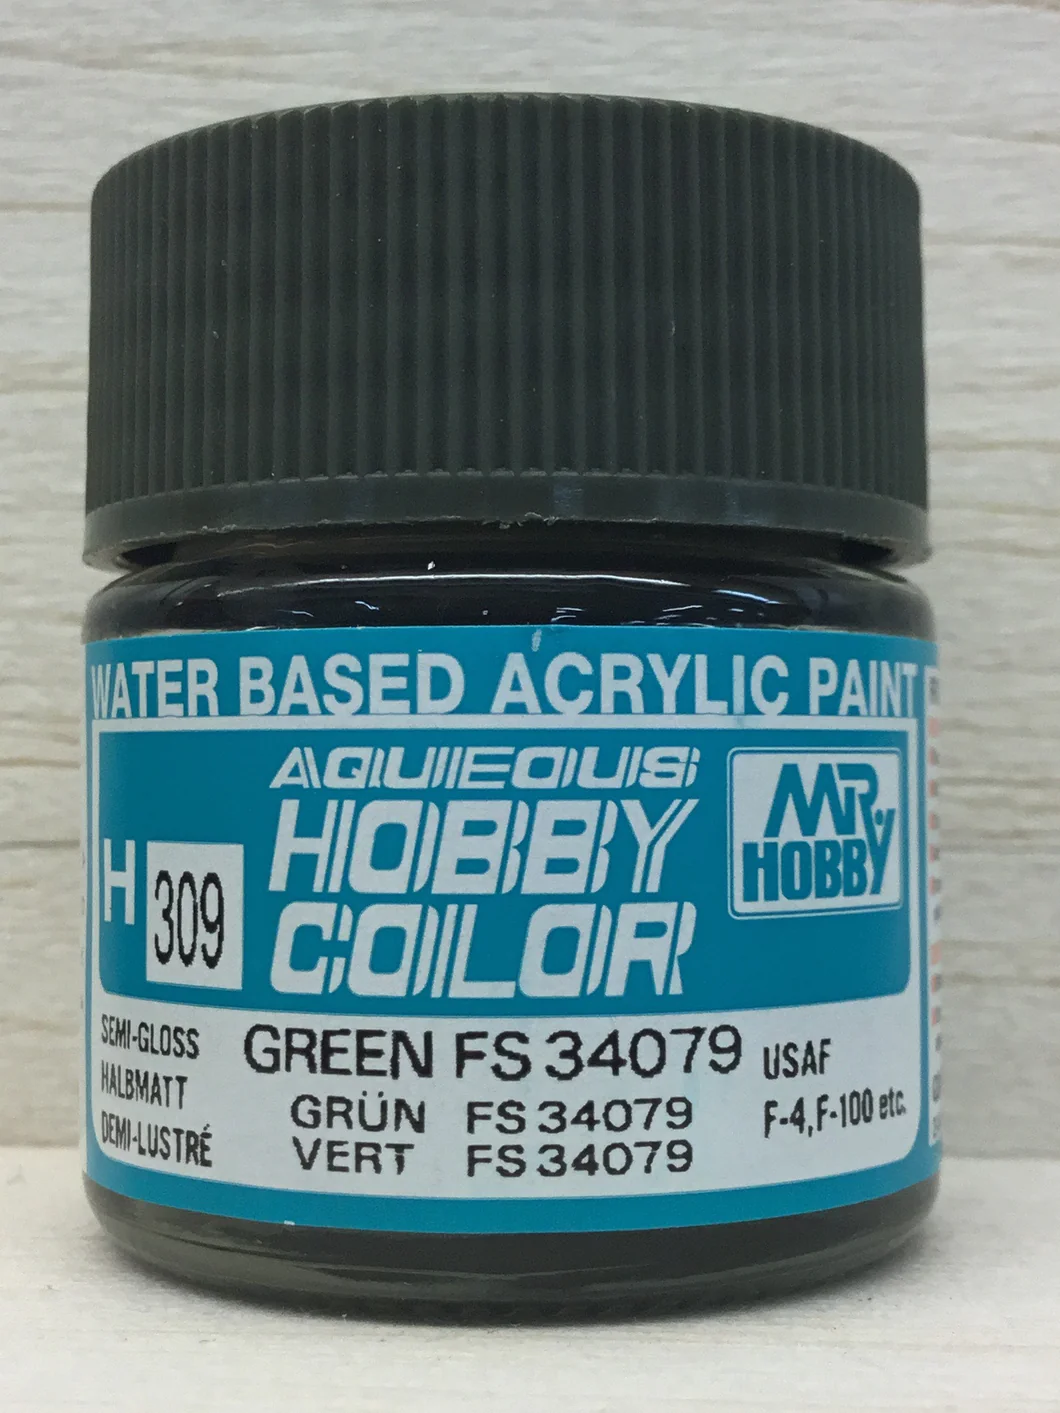 WATER BASED ACRYLIC PAINT
AQUEOUS
HOBBY
COLOR
MR.
HOBBY
H 309
SEMI-GLOSS
HALBMATT
DEMI-LUSTRÉ
GREEN FS 34079
GRÜN FS 34079
VERT FS 34079
USAF
F-4, F-100 etc.